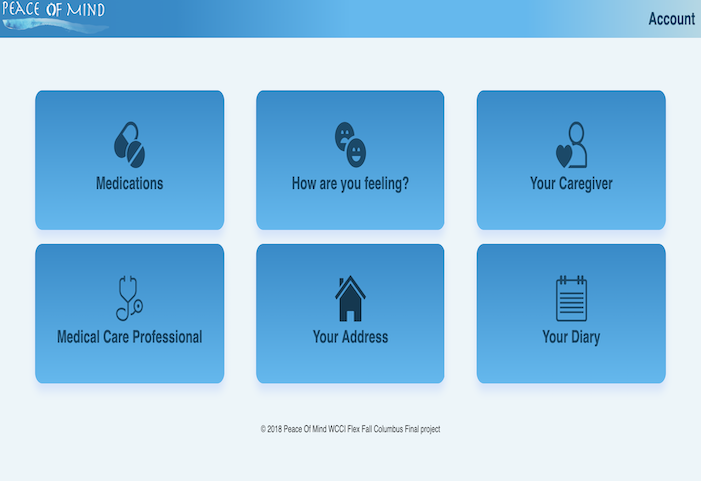 PEACE OF MIND
Account
Medications
How are you feeling?
Your Caregiver
Medical Care Professional
Your Address
Your Diary
© 2018 Peace Of Mind WCCI Flex Fall Columbus Final project